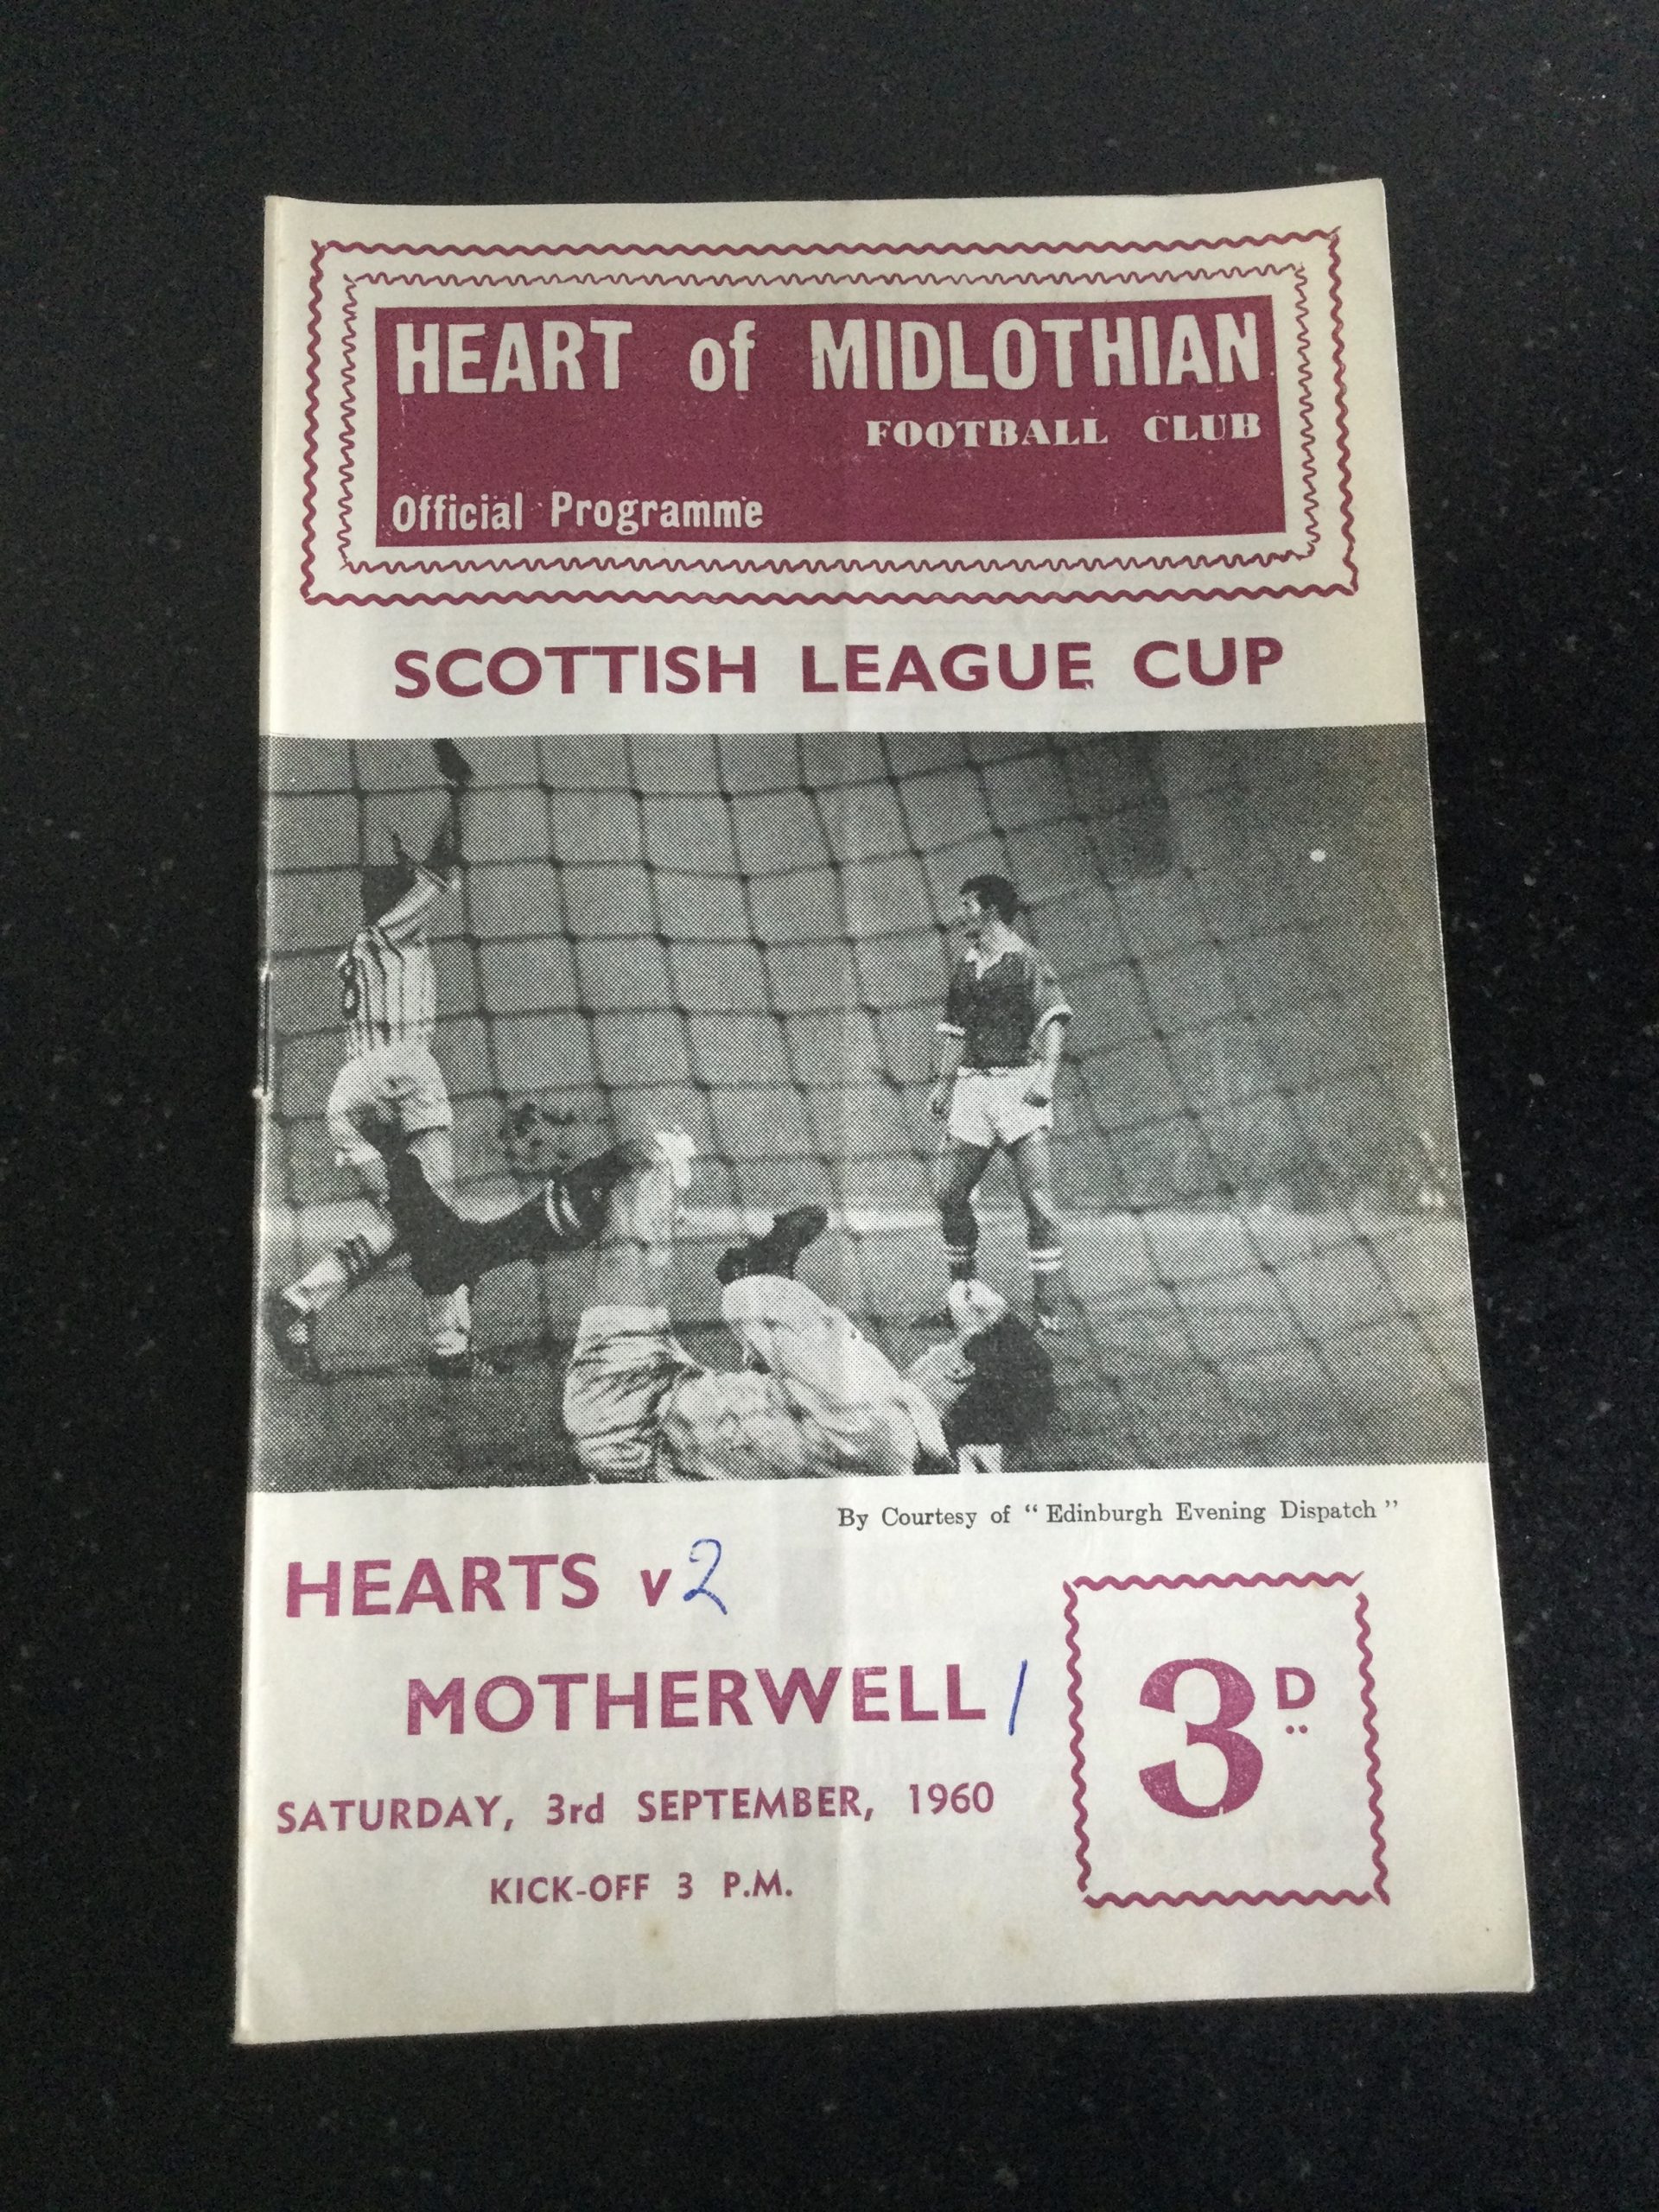 HEART of MIDLOTHIAN
FOOTBALL CLUB
Official Programme
SCOTTISH LEAGUE CUP
8
By Courtesy of “ Edinburgh Evening Dispatch ”
HEARTS v 2
MOTHERWELL 1
3D
SATURDAY, 3rd SEPTEMBER, 1960
KICK-OFF 3 P.M.